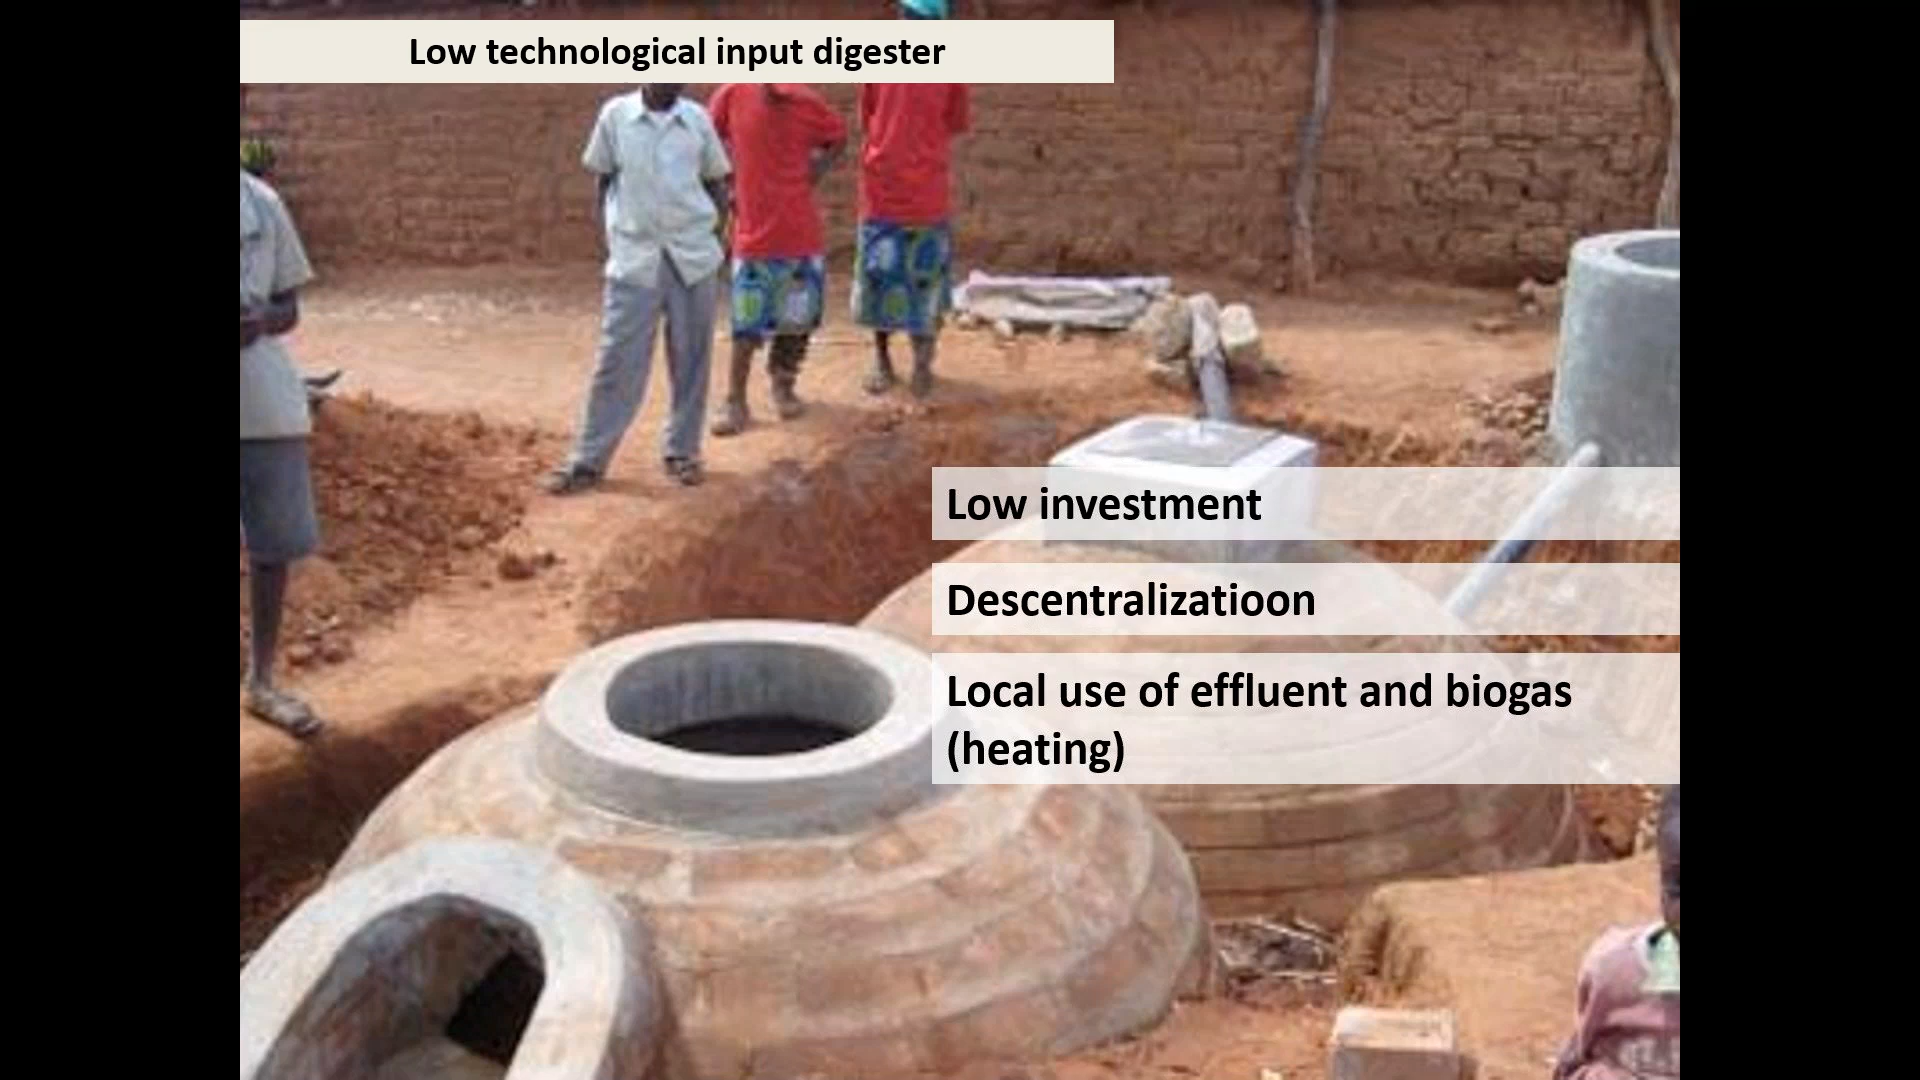 Low technological input digester
Low investment
Descentralizatioon
Local use of effluent and biogas
(heating)